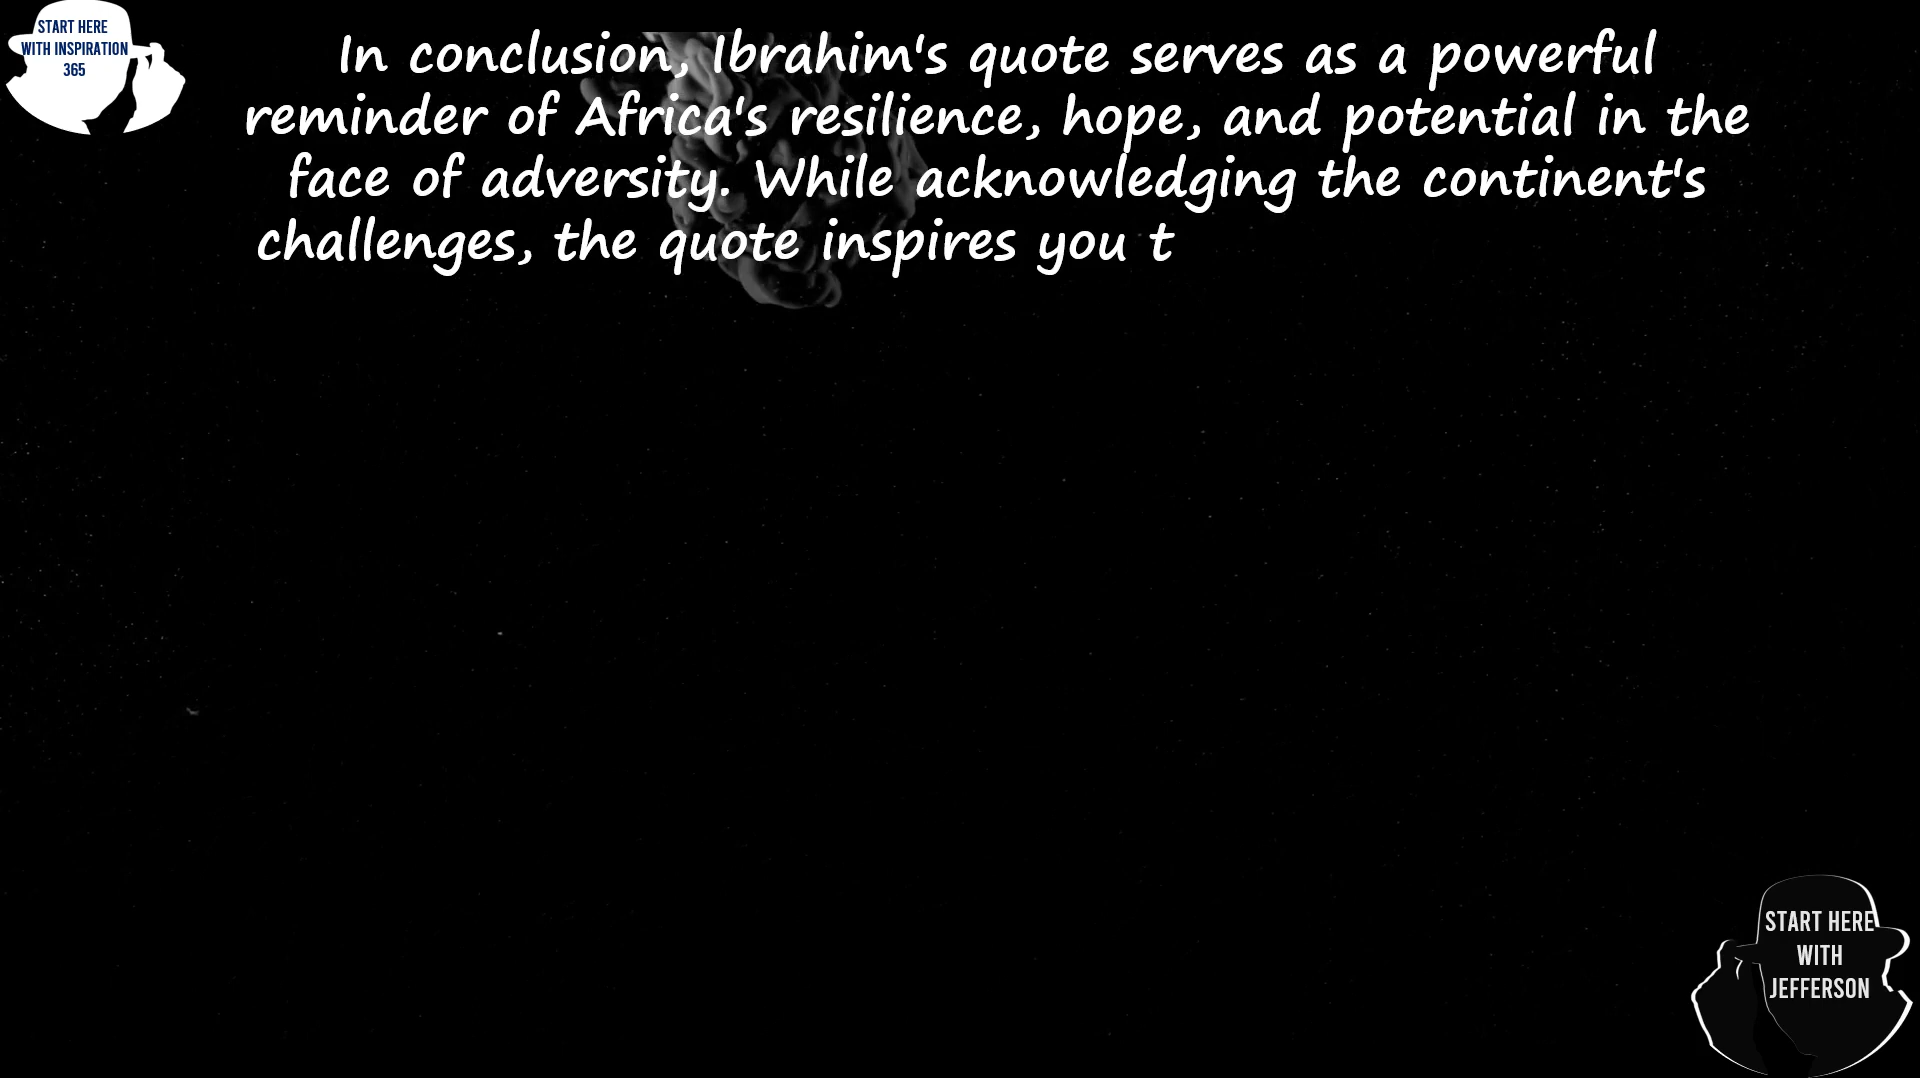 START HERE
WITH INSPIRATION
365
In conclusion, Ibrahim's quote serves as a powerful
reminder of Africa's resilience, hope, and potential in the
face of adversity. While acknowledging the continent's
challenges, the quote inspires you t
START HERE
WITH
JEFFERSON